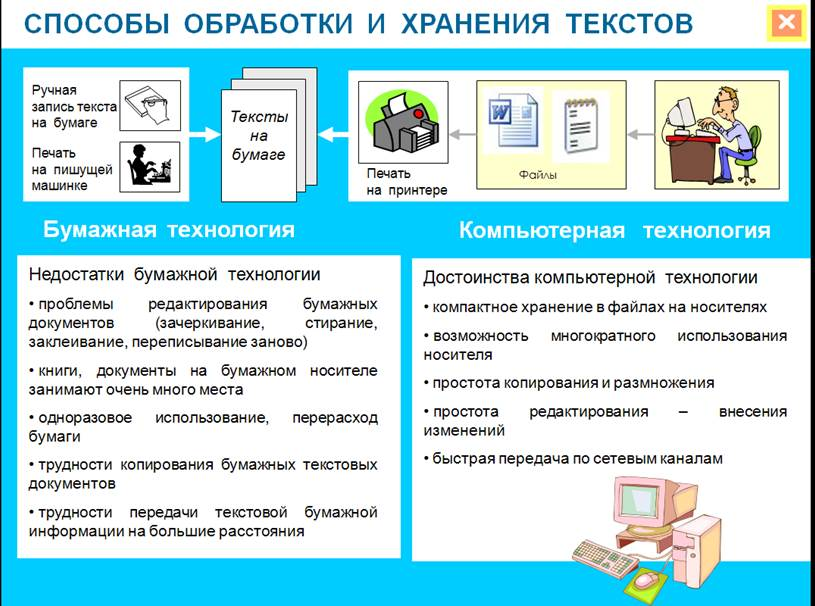 СПОСОБЫ ОБРАБОТКИ И ХРАНЕНИЯ ТЕКСТОВ
Ручная
запись текста
на бумаге
Печать
на пишущей
машинке
Тексты
на
бумаге
Печать
на принтере
Файлы
Бумажная технология
Компьютерная технология
Недостатки бумажной технологии
• проблемы редактирования бумажных
документов (зачеркивание, стирание,
заклеивание, переписывание заново)
• книги, документы на бумажном носителе
занимают очень много места
• одноразовое использование, перерасход
бумаги
• трудности копирования бумажных текстовых
документов
• трудности передачи текстовой бумажной
информации на большие расстояния
Достоинства компьютерной технологии
• компактное хранение в файлах на носителях
• возможность многократного использования
носителя
• простота копирования и размножения
• простота редактирования – внесения
изменений
• быстрая передача по сетевым каналам